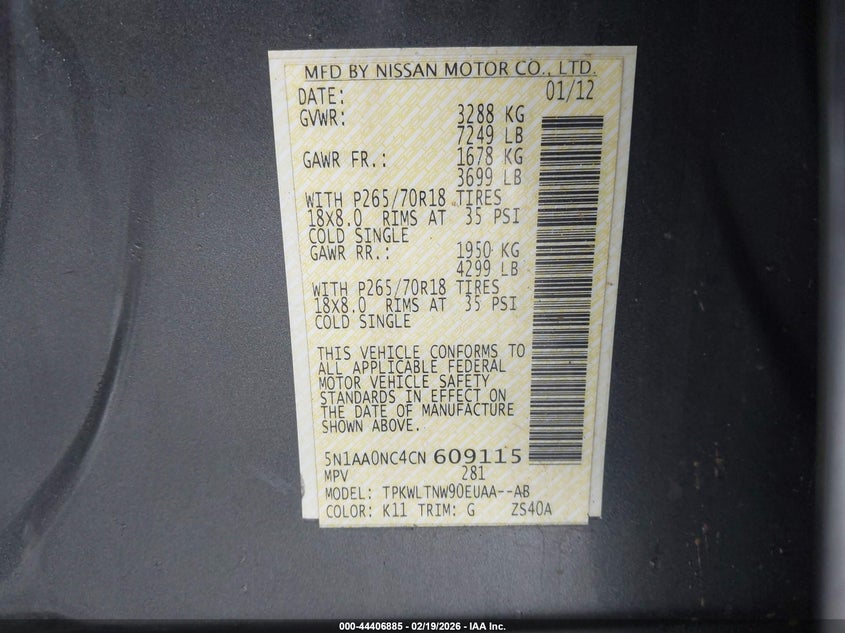 MFD BY NISSAN MOTOR CO., LTD.
DATE: 01/12
GVWR: 3288 KG
7249 LB
GAWR FR.: 1678 KG
3699 LB
WITH P265/70R18 TIRES
18X8.0 RIMS AT 35 PSI
COLD SINGLE
GAWR RR.: 1950 KG
4299 LB
WITH P265/70R18 TIRES
18X8.0 RIMS AT 35 PSI
COLD SINGLE
THIS VEHICLE CONFORMS TO
ALL APPLICABLE FEDERAL
MOTOR VEHICLE SAFETY
STANDARDS IN EFFECT ON
THE DATE OF MANUFACTURE
SHOWN ABOVE.
5N1AA0NC4CN 609115
MPV 281
MODEL: TPKWLTNW90EUAA--AB
COLOR: K11 TRIM: G ZS40A
000-44406885 - 02/19/2026 - IAA Inc.